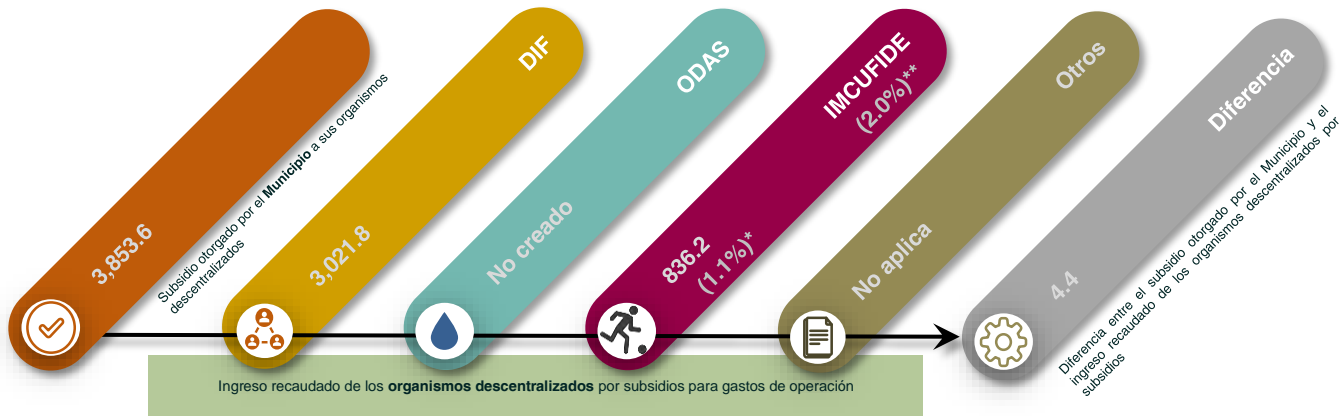 3,853.6
Subsidio otorgado por el Municipio a sus organismos
descentralizados
DIF
3,021.8
ODAS
No creado
IMCUFIDE
(2.0%)**
836.2
(1.1%)*
Otros
No aplica
Diferencia
4.4
Diferencia entre el subsidio otorgado por el Municipio y el
ingreso recaudado de los organismos descentralizados por
subsidios
Ingreso recaudado de los organismos descentralizados por subsidios para gastos de operación